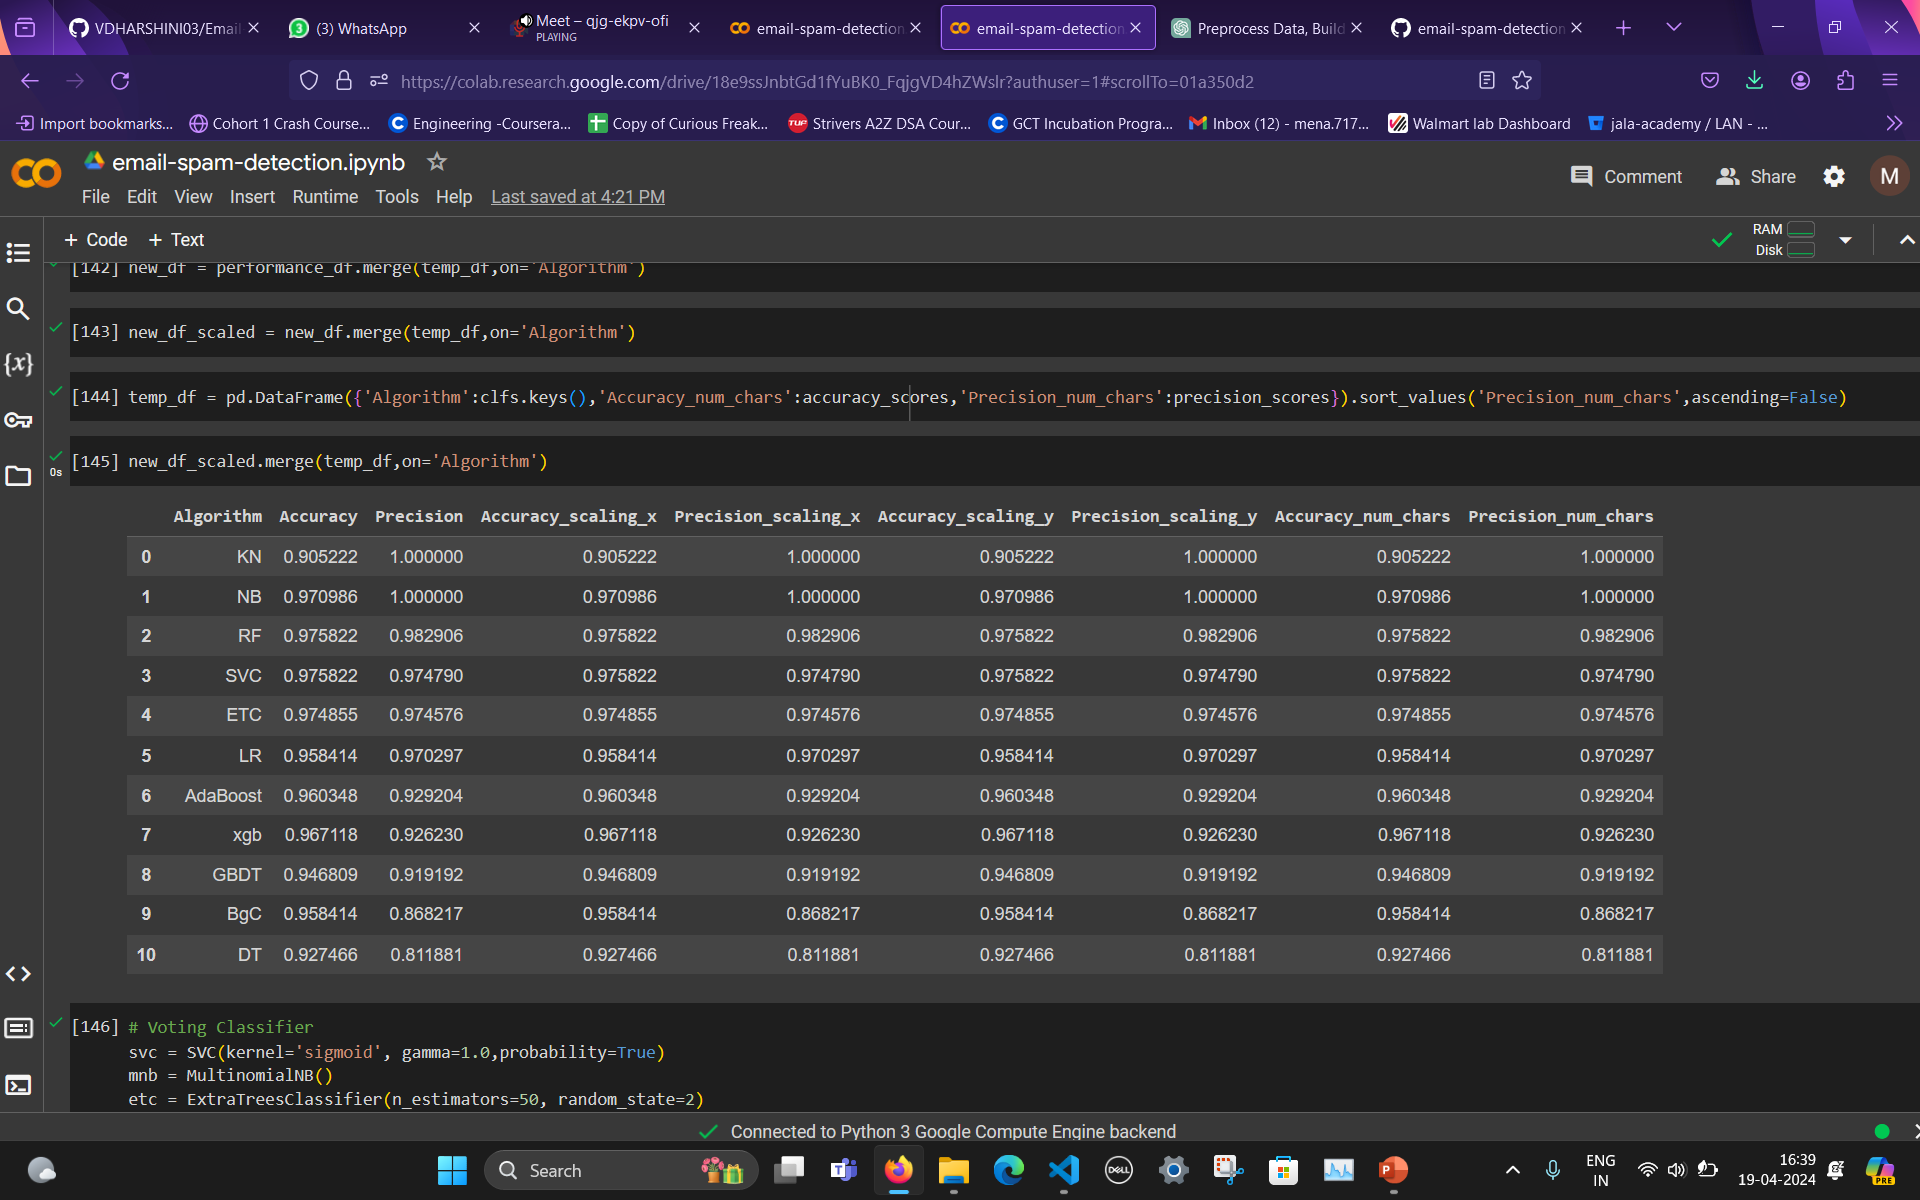 VDHARSHINI03/Email
(3) WhatsApp
Meet – qjg-ekpv-ofi
PLAYING
email-spam-detection
email-spam-detection
Preprocess Data, Build
email-spam-detection
https://colab.research.google.com/drive/18e9ssJnbtGd1fYuBK0_FqjgVD4hZWslr?authuser=1#scrollTo=01a350d2
Import bookmarks...
Cohort 1 Crash Course...
Engineering -Coursera...
Copy of Curious Freak...
Strivers A2Z DSA Cour...
GCT Incubation Progra...
Inbox (12) - mena.717...
Walmart lab Dashboard
jala-academy / LAN - ...
email-spam-detection.ipynb
Comment
Share
M
File Edit View Insert Runtime Tools Help Last saved at 4:21 PM
+ Code + Text
RAM
Disk
[142] new_df = performance_df.merge(temp_df,on='Algorithm')
[143] new_df_scaled = new_df.merge(temp_df,on='Algorithm')
[144] temp_df = pd.DataFrame({'Algorithm':clfs.keys(),'Accuracy_num_chars':accuracy_scores,'Precision_num_chars':precision_scores}).sort_values('Precision_num_chars',ascending=False)
0s
[145] new_df_scaled.merge(temp_df,on='Algorithm')
Algorithm Accuracy Precision Accuracy_scaling_x Precision_scaling_x Accuracy_scaling_y Precision_scaling_y Accuracy_num_chars Precision_num_chars
0 KN 0.905222 1.000000 0.905222 1.000000 0.905222 1.000000 0.905222 1.000000
1 NB 0.970986 1.000000 0.970986 1.000000 0.970986 1.000000 0.970986 1.000000
2 RF 0.975822 0.982906 0.975822 0.982906 0.975822 0.982906 0.975822 0.982906
3 SVC 0.975822 0.974790 0.975822 0.974790 0.975822 0.974790 0.975822 0.974790
4 ETC 0.974855 0.974576 0.974855 0.974576 0.974855 0.974576 0.974855 0.974576
5 LR 0.958414 0.970297 0.958414 0.970297 0.958414 0.970297 0.958414 0.970297
6 AdaBoost 0.960348 0.929204 0.960348 0.929204 0.960348 0.929204 0.960348 0.929204
7 xgb 0.967118 0.926230 0.967118 0.926230 0.967118 0.926230 0.967118 0.926230
8 GBDT 0.946809 0.919192 0.946809 0.919192 0.946809 0.919192 0.946809 0.919192
9 BgC 0.958414 0.868217 0.958414 0.868217 0.958414 0.868217 0.958414 0.868217
10 DT 0.927466 0.811881 0.927466 0.811881 0.927466 0.811881 0.927466 0.811881
[146] # Voting Classifier
svc = SVC(kernel='sigmoid', gamma=1.0,probability=True)
mnb = MultinomialNB()
etc = ExtraTreesClassifier(n_estimators=50, random_state=2)
Connected to Python 3 Google Compute Engine backend
Search
DELL
ENG
IN
16:39
19-04-2024
PRE